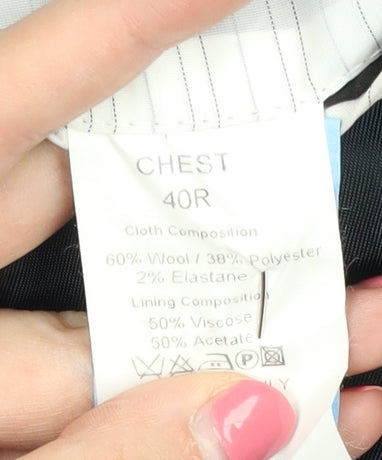 CHEST
40R
Cloth Composition
60% Wool / 38% Polyester
2% Elastane
Lining Composition
50% Viscose
50% Acetate
P